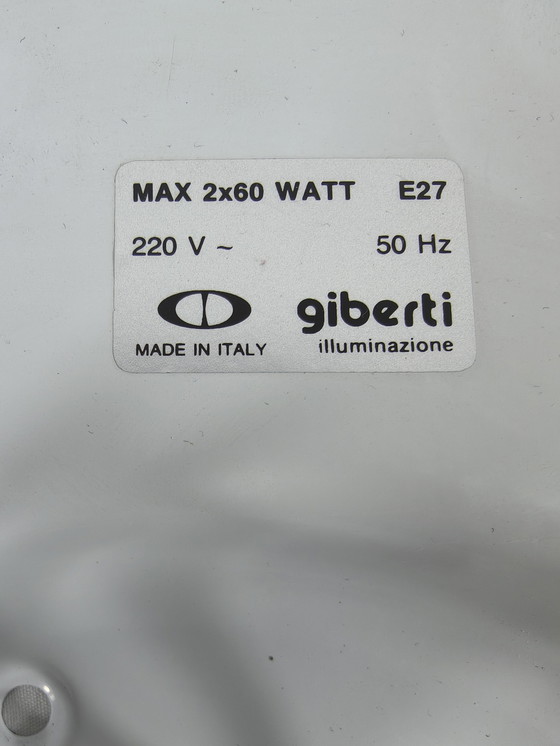 MAX 2x60 WATT E27
220 V ~ 50 Hz
giberti
MADE IN ITALY illuminazione